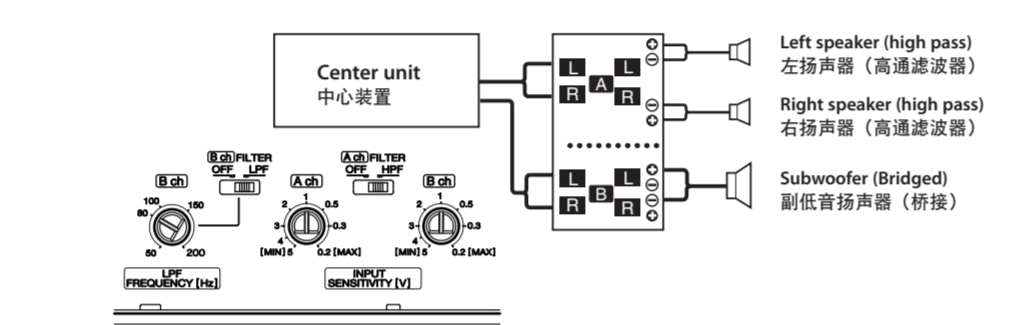 Center unit
中心装置
L L
A
R R
L L
B
R R
Left speaker (high pass)
左扬声器（高通滤波器）
Right speaker (high pass)
右扬声器（高通滤波器）
Subwoofer (Bridged)
副低音扬声器（桥接）
B ch FILTER
OFF LPF
A ch FILTER
OFF HPF
B ch
100 150
80
50 200
LPF
FREQUENCY [Hz]
A ch
1
2 0.5
3 0.3
4
[MIN] 5 0.2 [MAX]
B ch
1
2 0.5
3 0.3
4
[MIN] 5 0.2 [MAX]
INPUT
SENSITIVITY [V]